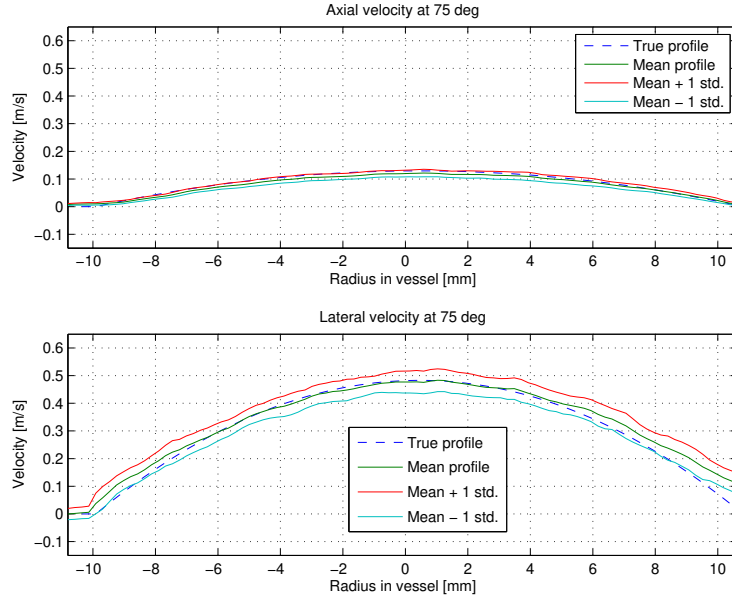 Axial velocity at 75 deg
0.6
0.5
0.4
0.3
0.2
0.1
0
−0.1
Velocity [m/s]
True profile
Mean profile
Mean + 1 std.
Mean − 1 std.
−10 −8 −6 −4 −2 0 2 4 6 8 10
Radius in vessel [mm]
Lateral velocity at 75 deg
0.6
0.5
0.4
0.3
0.2
0.1
0
−0.1
Velocity [m/s]
True profile
Mean profile
Mean + 1 std.
Mean − 1 std.
−10 −8 −6 −4 −2 0 2 4 6 8 10
Radius in vessel [mm]